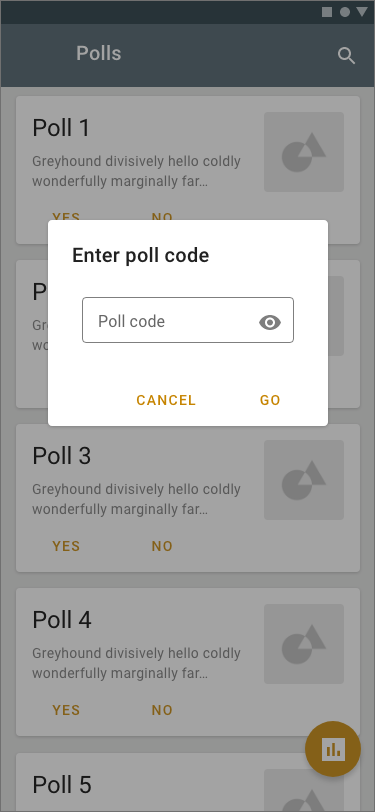 Polls
Poll 1
Greyhound divisively hello coldly
wonderfully marginally far…
YES
NO
Enter poll code
Poll code
CANCEL
GO
Poll 3
Greyhound divisively hello coldly
wonderfully marginally far…
YES
NO
Poll 4
Greyhound divisively hello coldly
wonderfully marginally far…
YES
NO
Poll 5